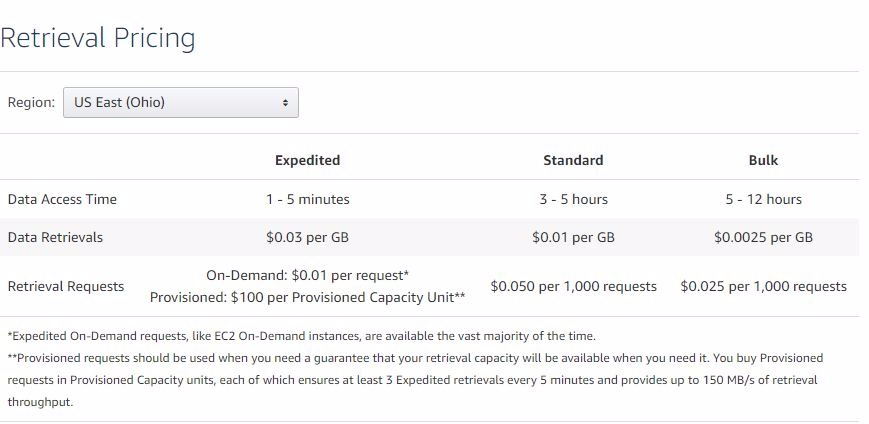 Retrieval Pricing
Region: US East (Ohio)
Expedited Standard Bulk
Data Access Time 1 - 5 minutes 3 - 5 hours 5 - 12 hours
Data Retrievals $0.03 per GB $0.01 per GB $0.0025 per GB
Retrieval Requests On-Demand: $0.01 per request*
Provisioned: $100 per Provisioned Capacity Unit** $0.050 per 1,000 requests $0.025 per 1,000 requests
*Expedited On-Demand requests, like EC2 On-Demand instances, are available the vast majority of the time.
**Provisioned requests should be used when you need a guarantee that your retrieval capacity will be available when you need it. You buy Provisioned
requests in Provisioned Capacity units, each of which ensures at least 3 Expedited retrievals every 5 minutes and provides up to 150 MB/s of retrieval
throughput.